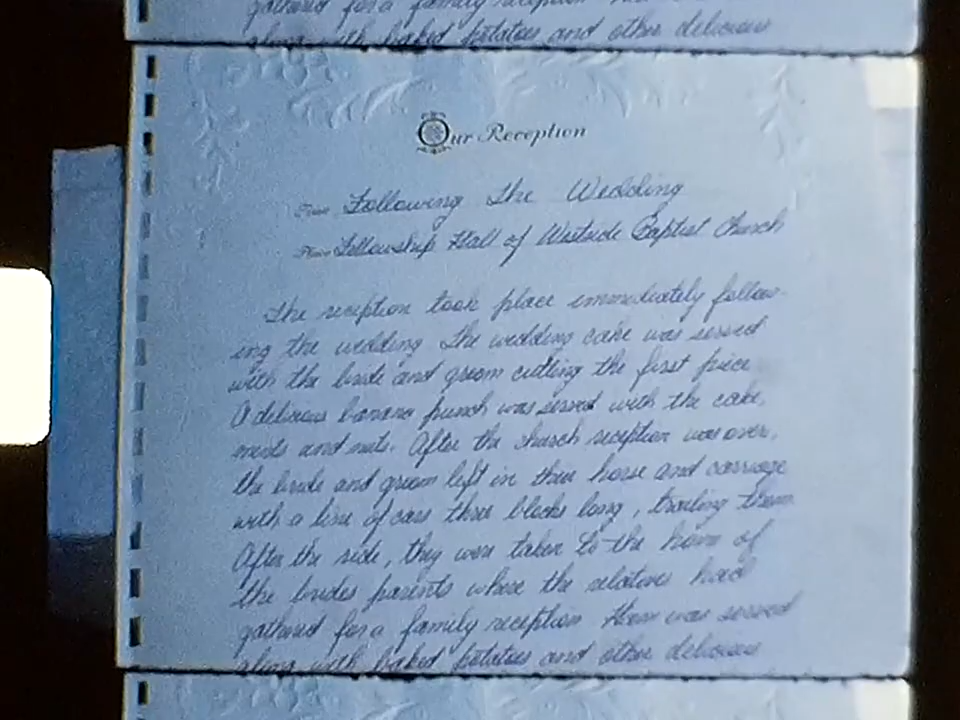 gathered for a family reception
along with baked potatoes and other delicious
Our Reception
Time Following The Wedding
Place Fellowship Hall of Westside Baptist Church
The reception took place immediately follow-
ing the wedding. The wedding cake was served
with the bride and groom cutting the first piece.
A delicious banana punch was served with the cake,
mints and nuts. After the church reception was over,
the bride and groom left in their horse and carriage
with a line of cars three blocks long, trailing them.
After the ride, they were taken to the home of
the brides parents where the relatives had
gathered for a family reception. Ham was served
along with baked potatoes and other delicious